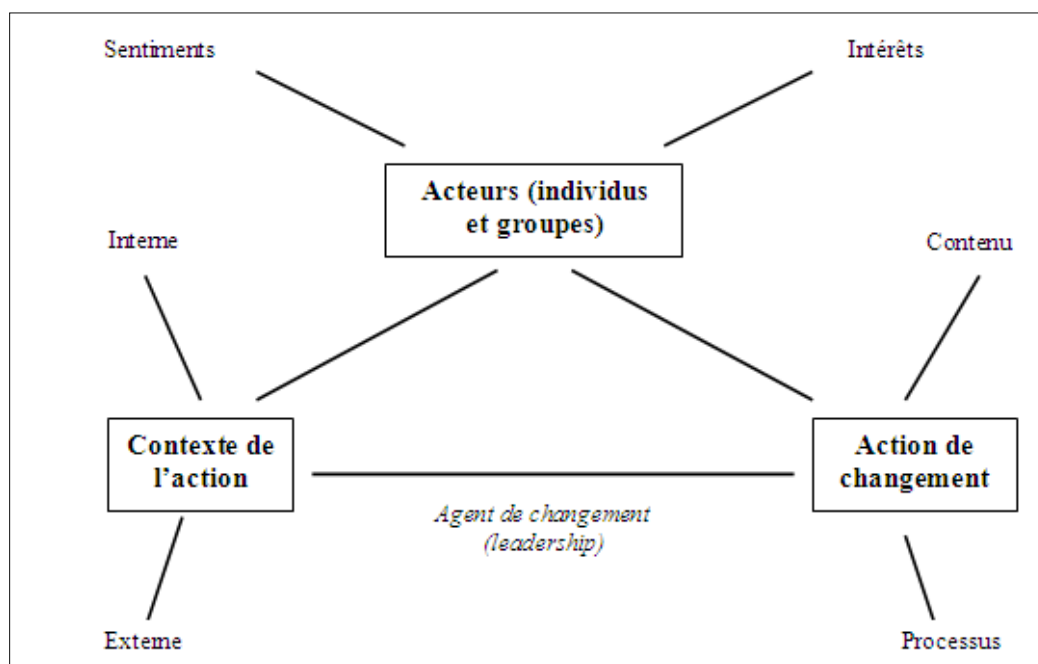 Sentiments
Intérêts
Acteurs (individus
et groupes)
Interne
Contenu
Contexte de
l'action
Action de
changement
Agent de changement
(leadership)
Externe
Processus